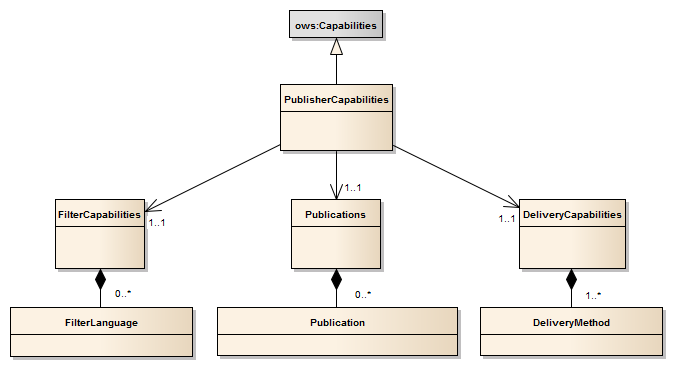 ows:Capabilities
PublisherCapabilities
1..1
1..1
1..1
FilterCapabilities
Publications
DeliveryCapabilities
0..*
0..*
1..*
FilterLanguage
Publication
DeliveryMethod